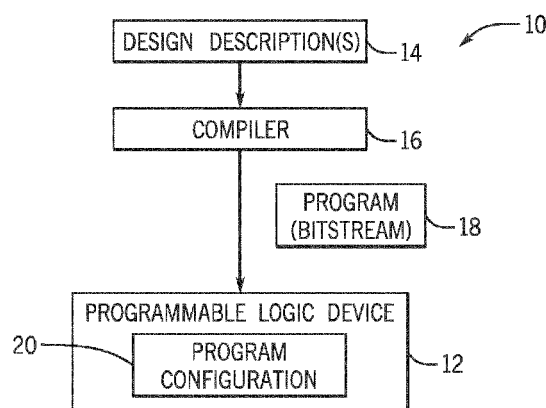 10
DESIGN DESCRIPTION(S)
14
COMPILER
16
PROGRAM
(BITSTREAM)
18
PROGRAMMABLE LOGIC DEVICE
20
PROGRAM
CONFIGURATION
12